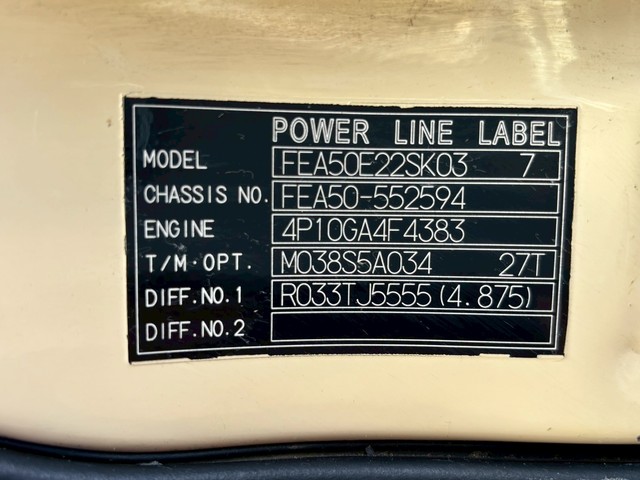 POWER LINE LABEL
MODEL FEA50E22SK03 7
CHASSIS NO. FEA50-552594
ENGINE 4P10GA4F4383
T/M·OPT. M038S5A034 27T
DIFF.NO.1 R033TJ5555(4.875)
DIFF.NO.2